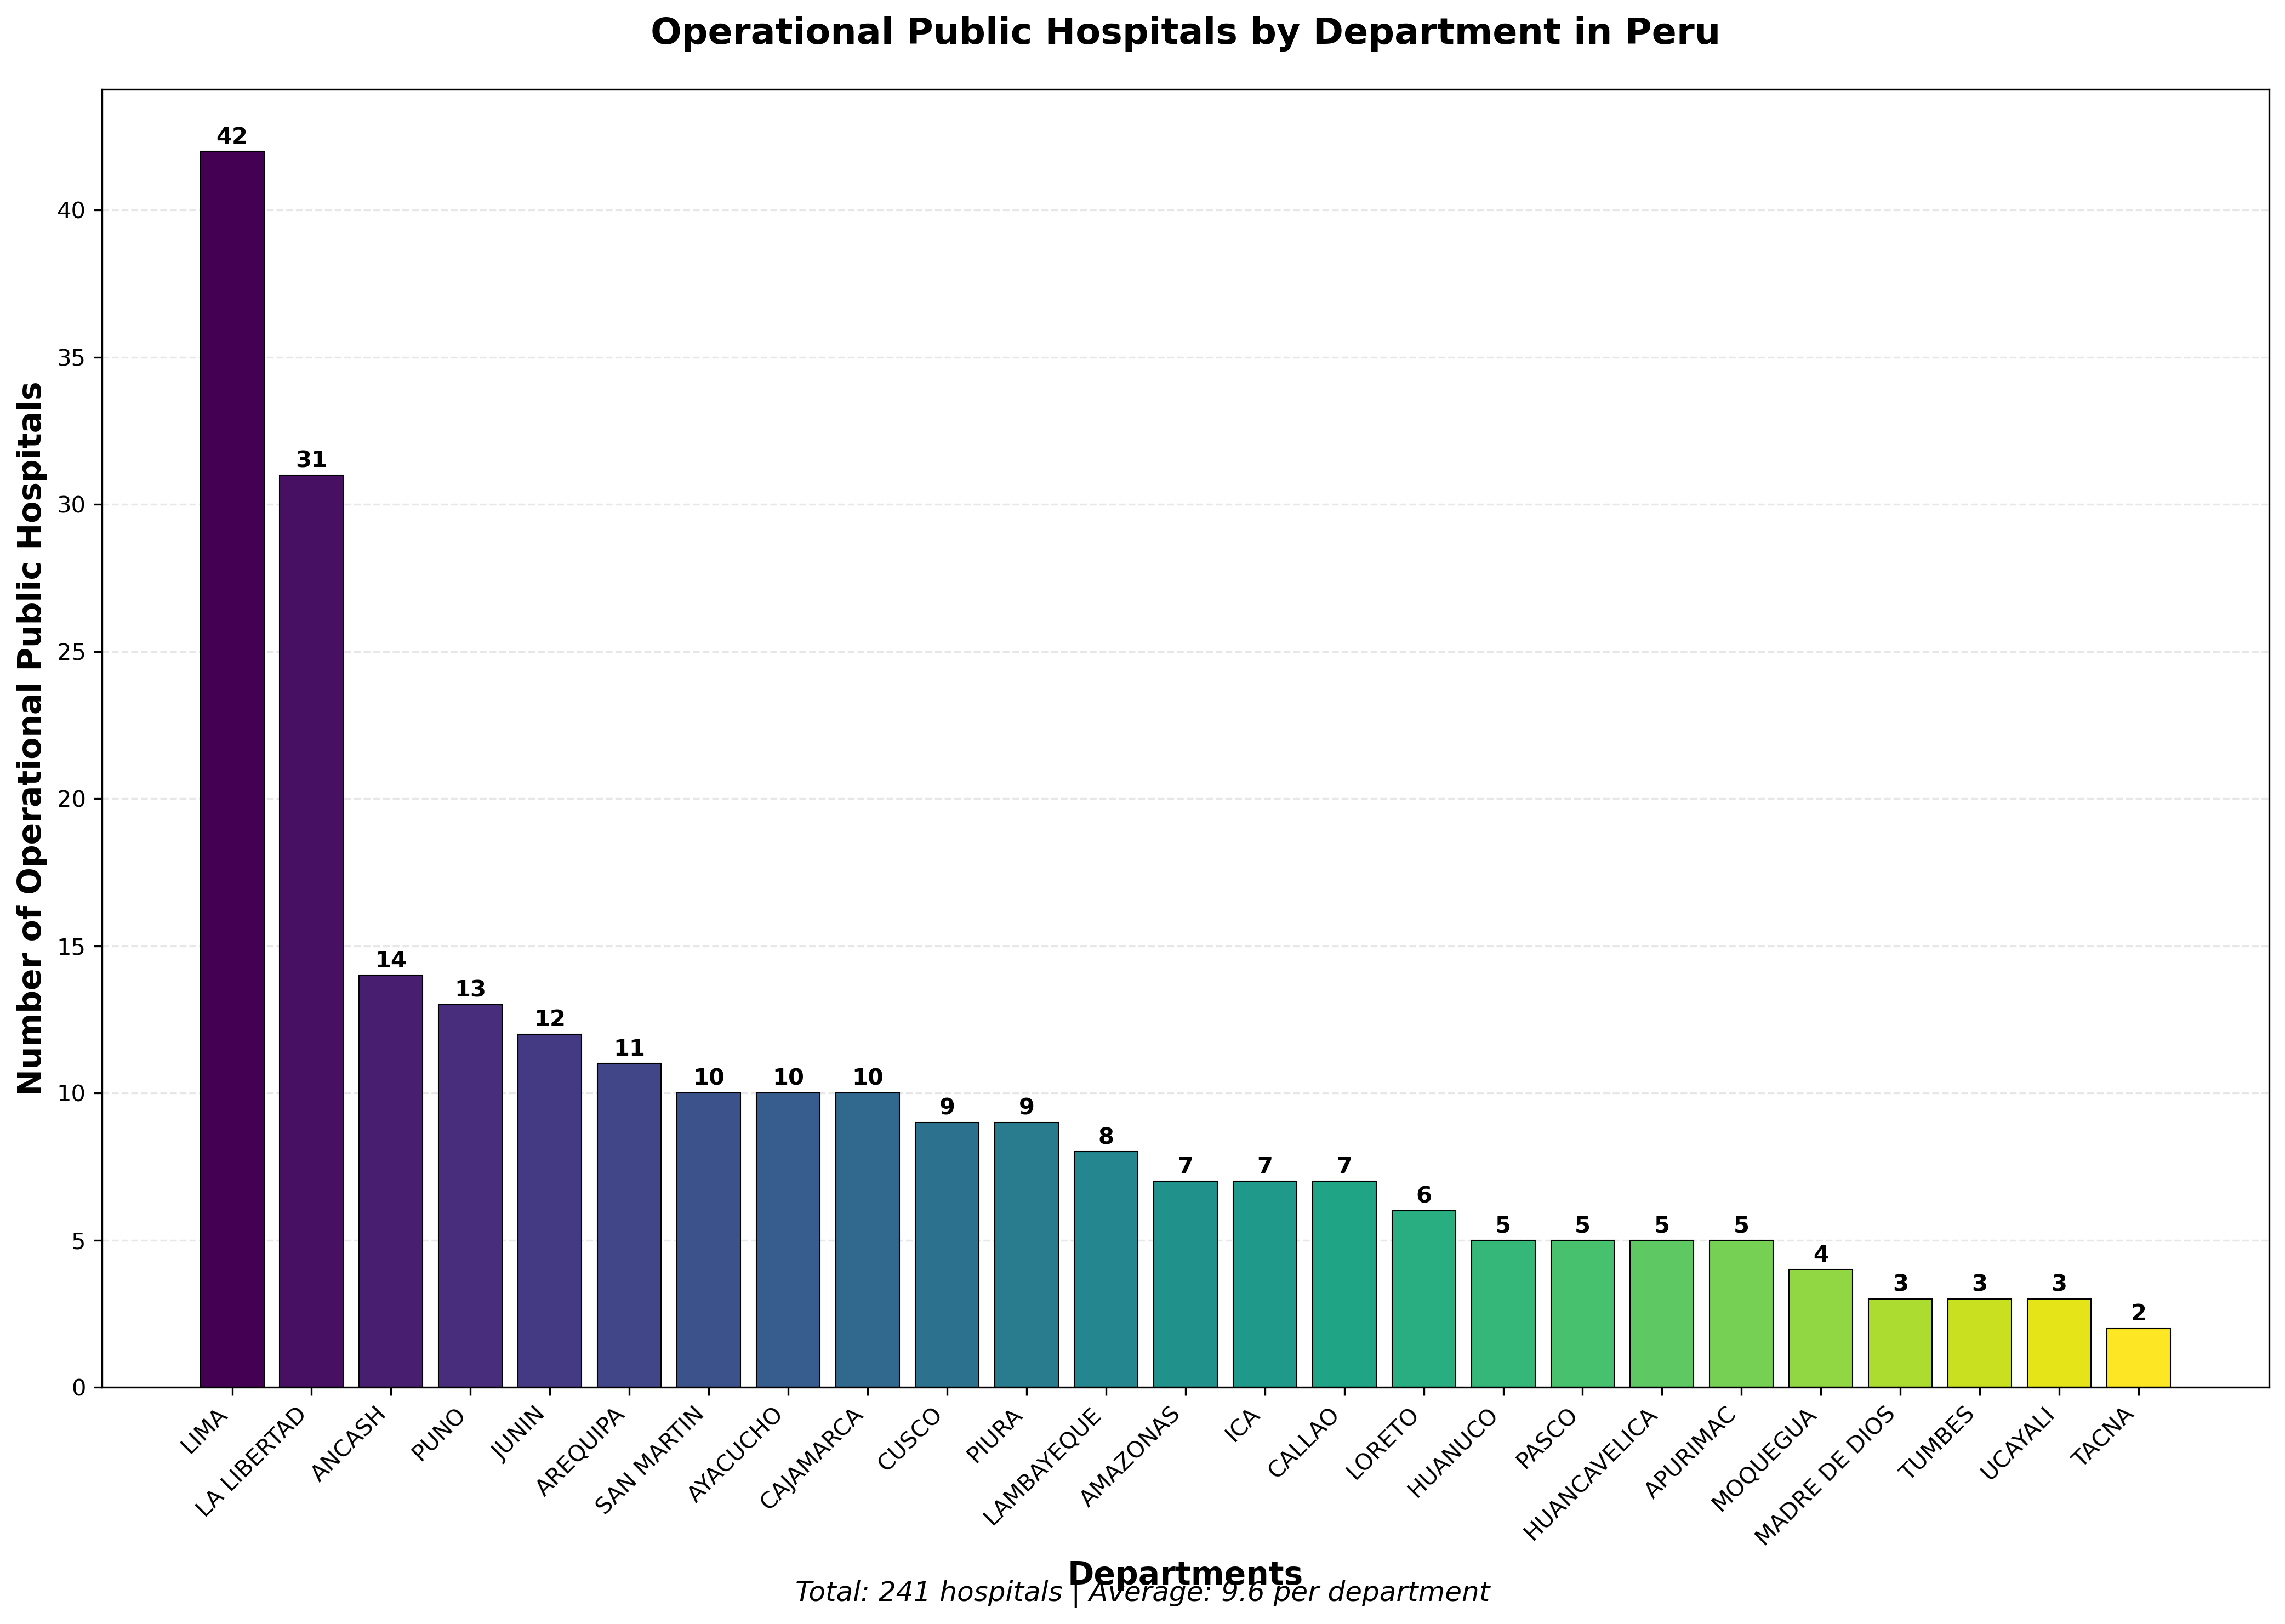 Operational Public Hospitals by Department in Peru
Number of Operational Public Hospitals
40
35
30
25
20
15
10
5
0
42
31
14
13
12
11
10
10
10
9
9
8
7
7
7
6
5
5
5
5
4
3
3
3
2
LIMA
LA LIBERTAD
ANCASH
PUNO
JUNIN
AREQUIPA
SAN MARTIN
AYACUCHO
CAJAMARCA
CUSCO
PIURA
LAMBAYEQUE
AMAZONAS
ICA
CALLAO
LORETO
HUANUCO
PASCO
HUANCAVELICA
APURIMAC
MOQUEGUA
MADRE DE DIOS
TUMBES
UCAYALI
TACNA
Departments
Total: 241 hospitals | Average: 9.6 per department